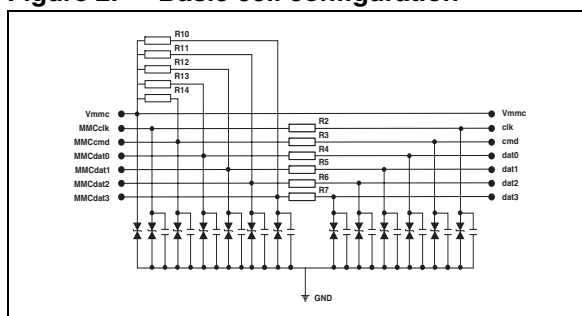 Figure 2. Basic cell configuration
R10
R11
R12
R13
R14
Vmmc Vmmc
MMCclk R2 clk
MMCcmd R3 cmd
MMCdat0 R4 dat0
MMCdat1 R5 dat1
MMCdat2 R6 dat2
MMCdat3 R7 dat3
GND